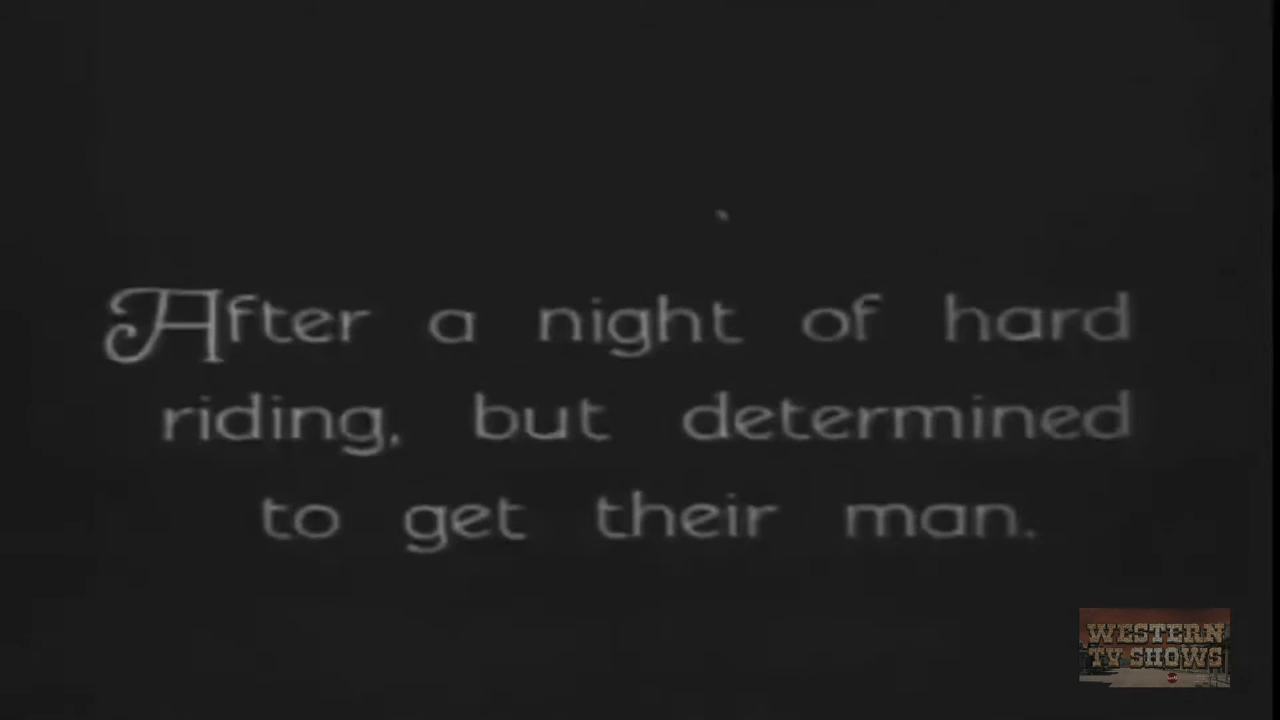 After a night of hard
riding, but determined
to get their man.
WESTERN
TV SHOWS